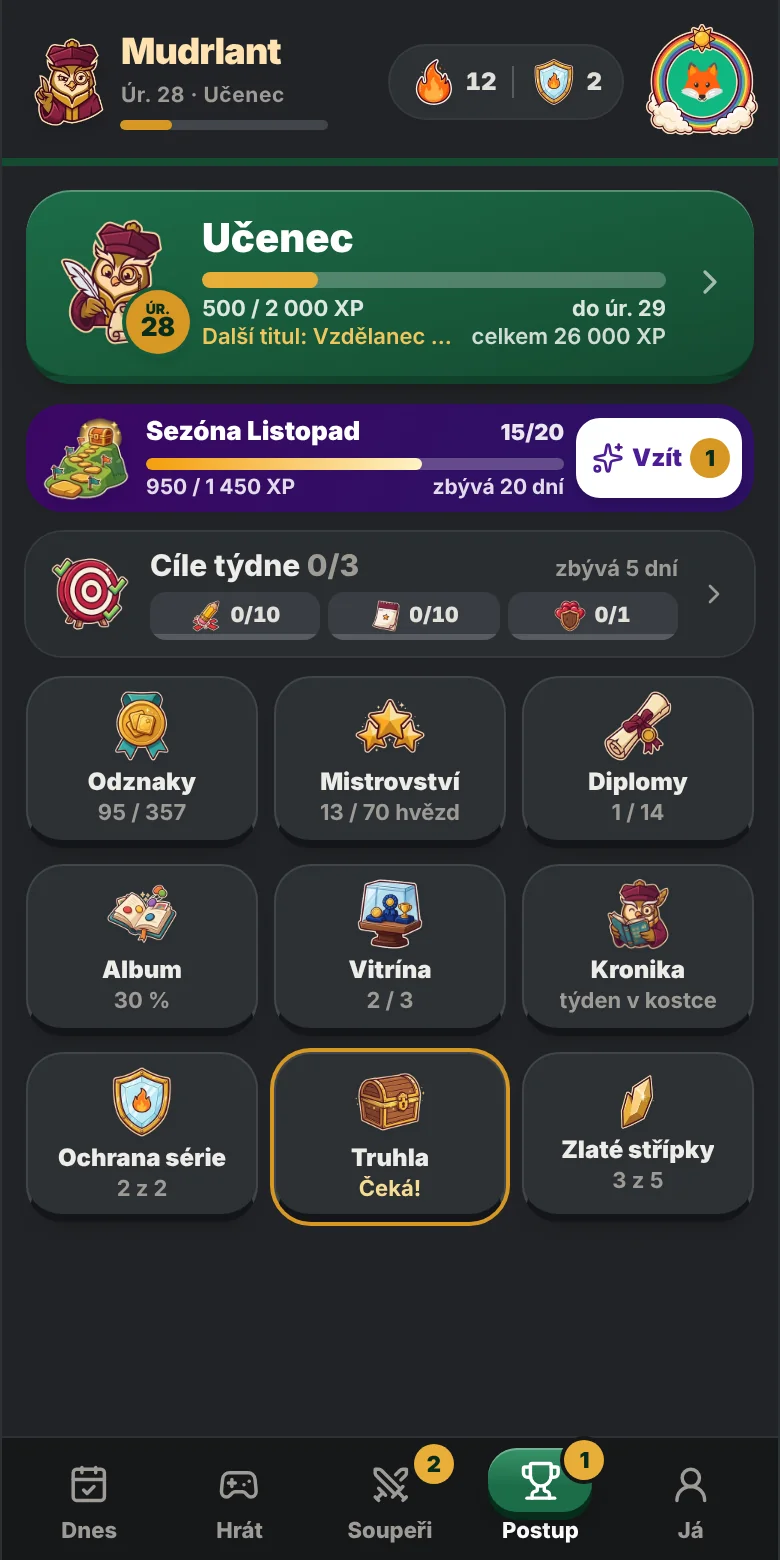 Mudrlant
Úr. 28 · Učenec
12
2
Učenec
ÚR.
28
500 / 2 000 XP
do úr. 29
Další titul: Vzdělanec ...
celkem 26 000 XP
Sezóna Listopad
15/20
950 / 1 450 XP
zbývá 20 dní
Vzít 1
Cíle týdne 0/3
zbývá 5 dní
0/10
0/10
0/1
Odznaky
95 / 357
Mistrovství
13 / 70 hvězd
Diplomy
1 / 14
Album
30 %
Vitrína
2 / 3
Kronika
týden v kostce
Ochrana série
2 z 2
Truhla
Čeká!
Zlaté střípky
3 z 5
Dnes
Hrát
2
Soupeři
1
Postup
Já